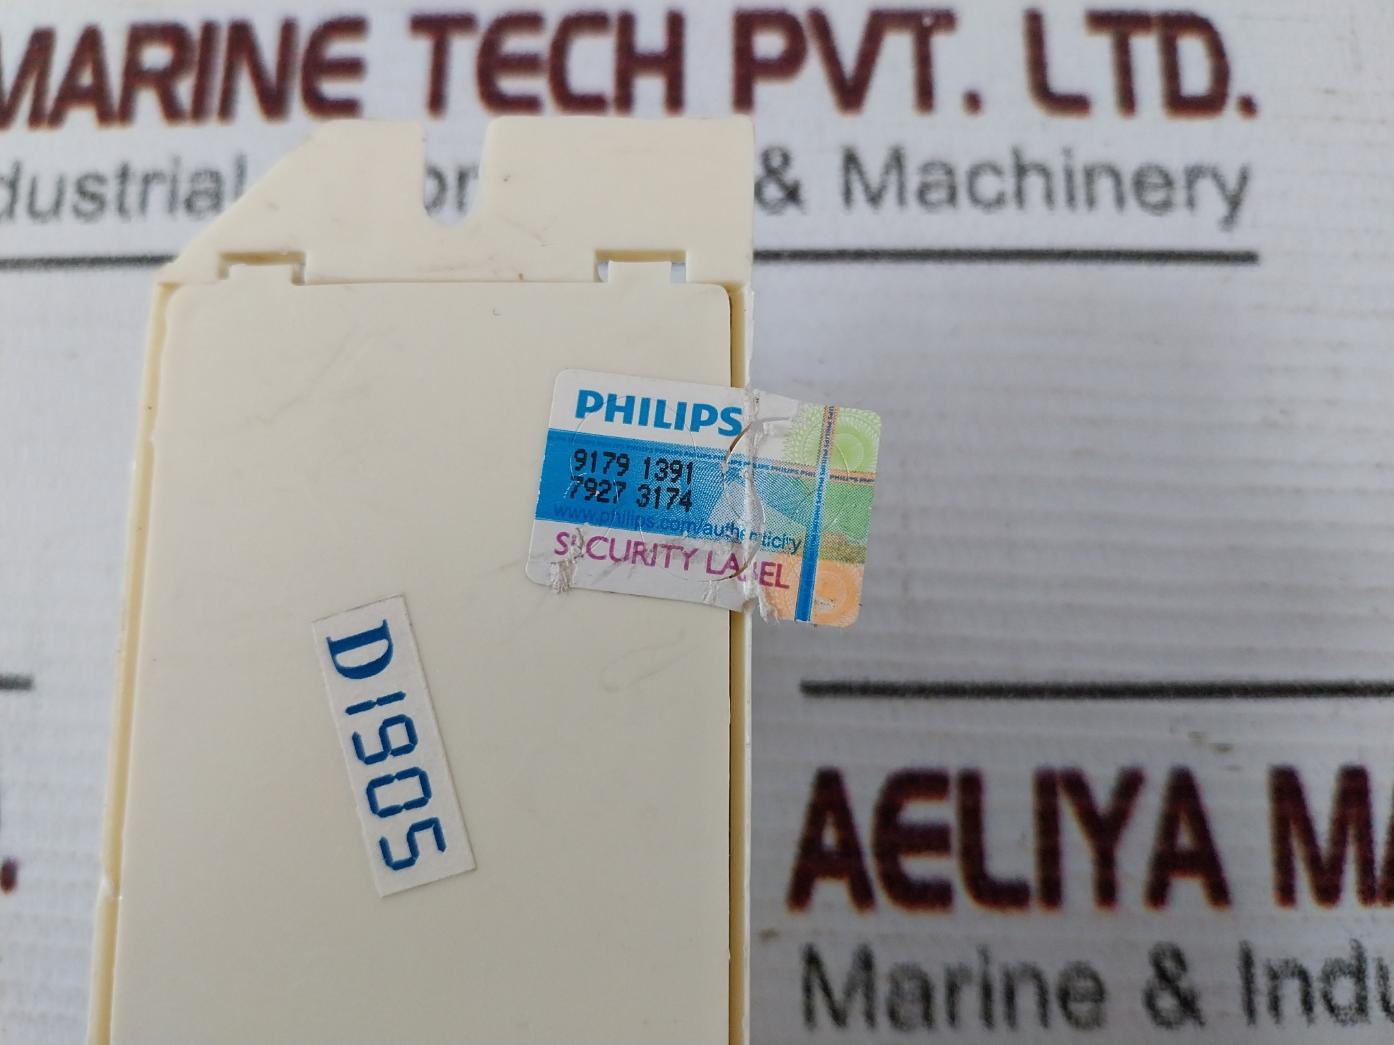 MARINE TECH PVT. LTD.
dustrial
& Machinery
PHILIPS
9179 1391
7927 3174
www.philips.com/authenticity
SECURITY LABEL
D1905
AELIYA MA
Marine & Indu